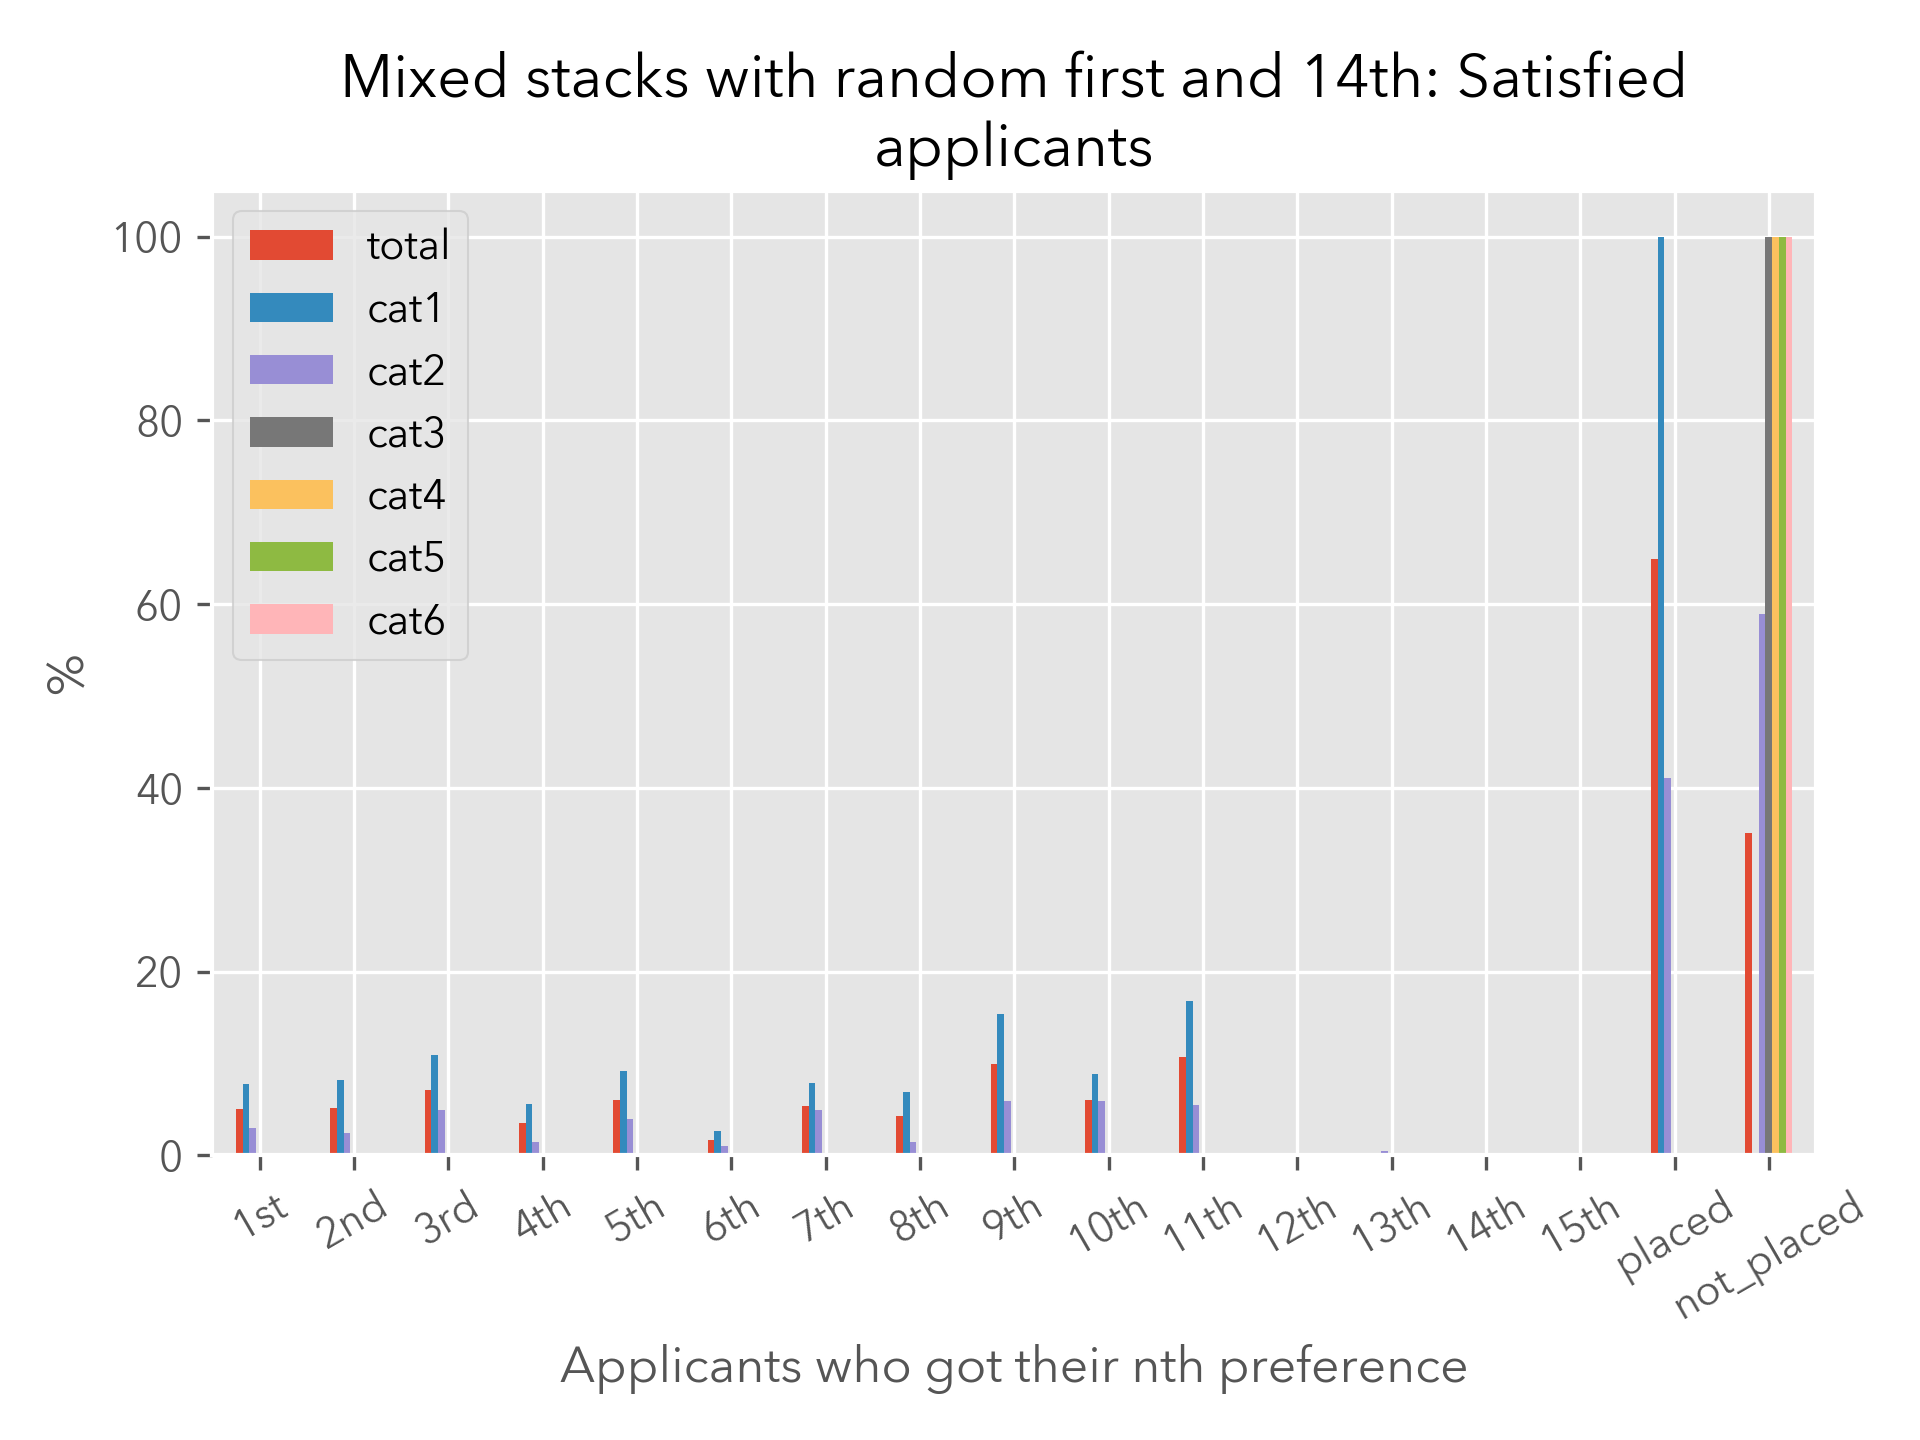 Mixed stacks with random first and 14th: Satisfied
applicants
100
80
60
40
20
0
%
total
cat1
cat2
cat3
cat4
cat5
cat6
1st
2nd
3rd
4th
5th
6th
7th
8th
9th
10th
11th
12th
13th
14th
15th
placed
not_placed
Applicants who got their nth preference